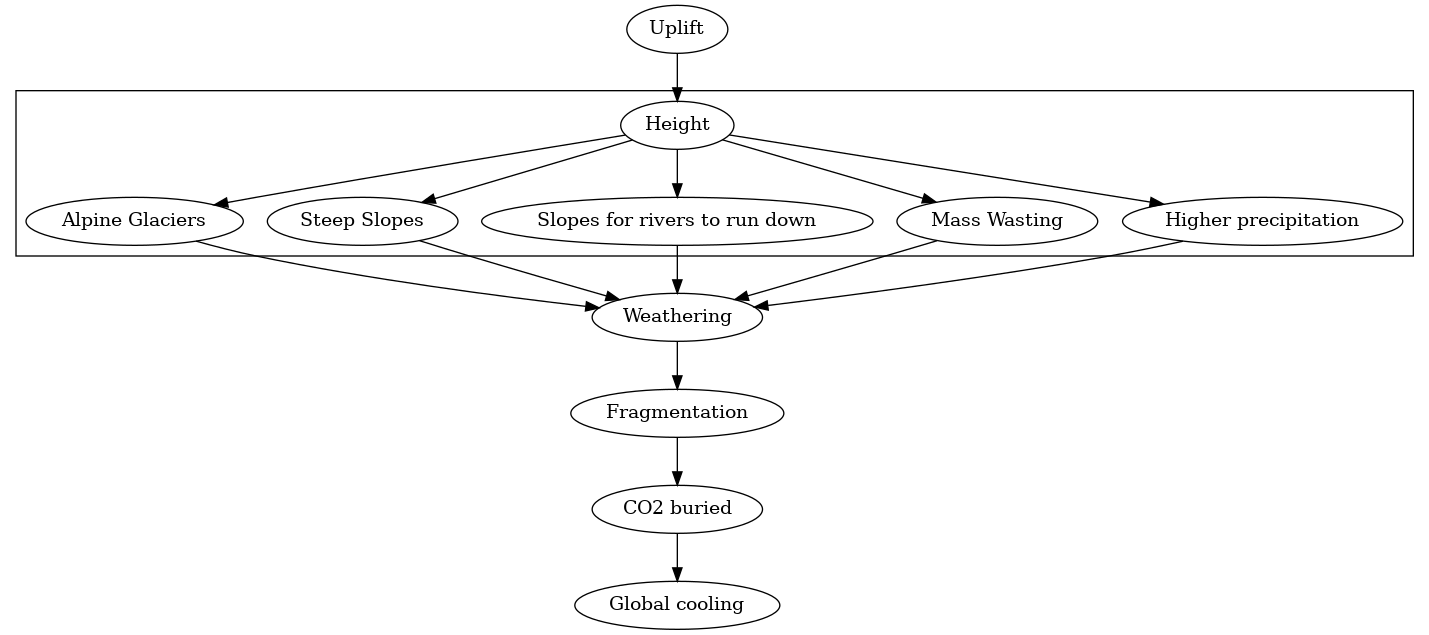 Uplift
Height
Alpine Glaciers
Steep Slopes
Slopes for rivers to run down
Mass Wasting
Higher precipitation
Weathering
Fragmentation
CO2 buried
Global cooling